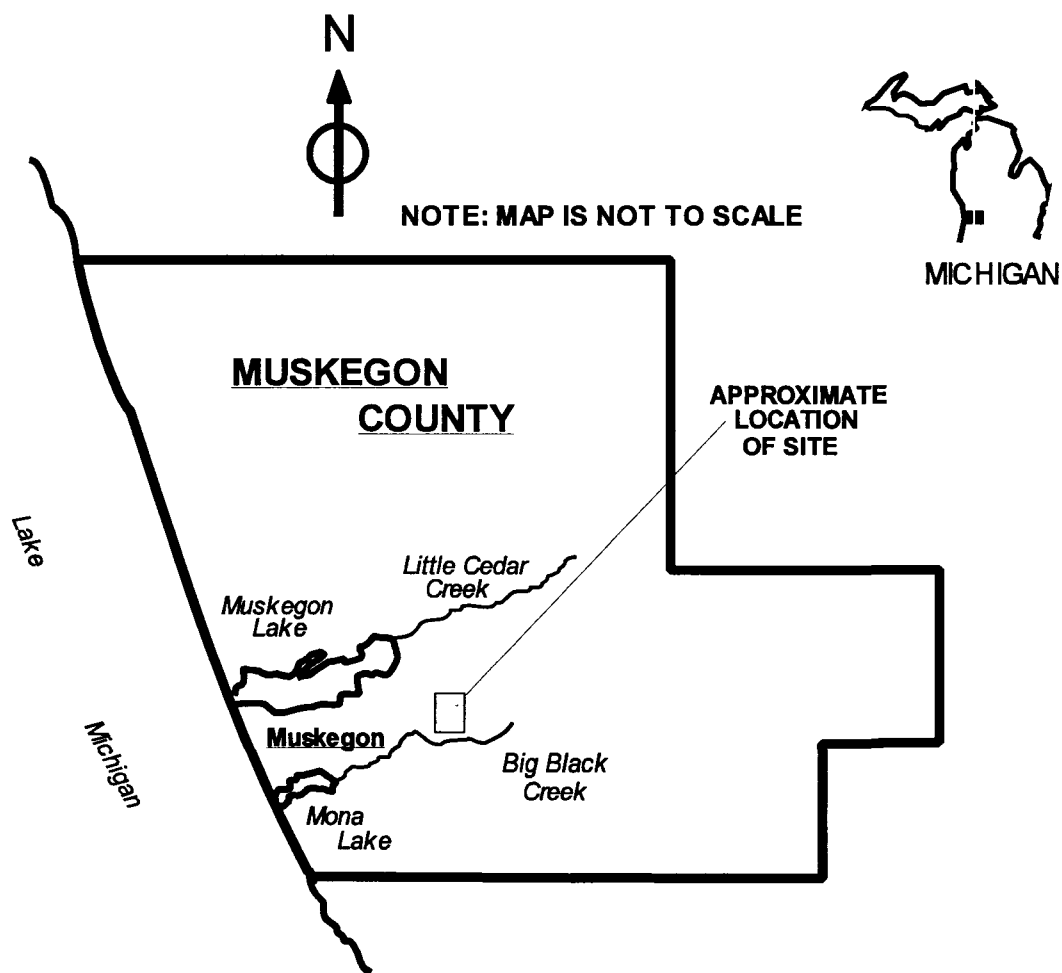 N
NOTE: MAP IS NOT TO SCALE
MICHIGAN
MUSKEGON
COUNTY
APPROXIMATE
LOCATION
OF SITE
Lake
Michigan
Little Cedar
Creek
Muskegon
Lake
Muskegon
Big Black
Creek
Mona
Lake